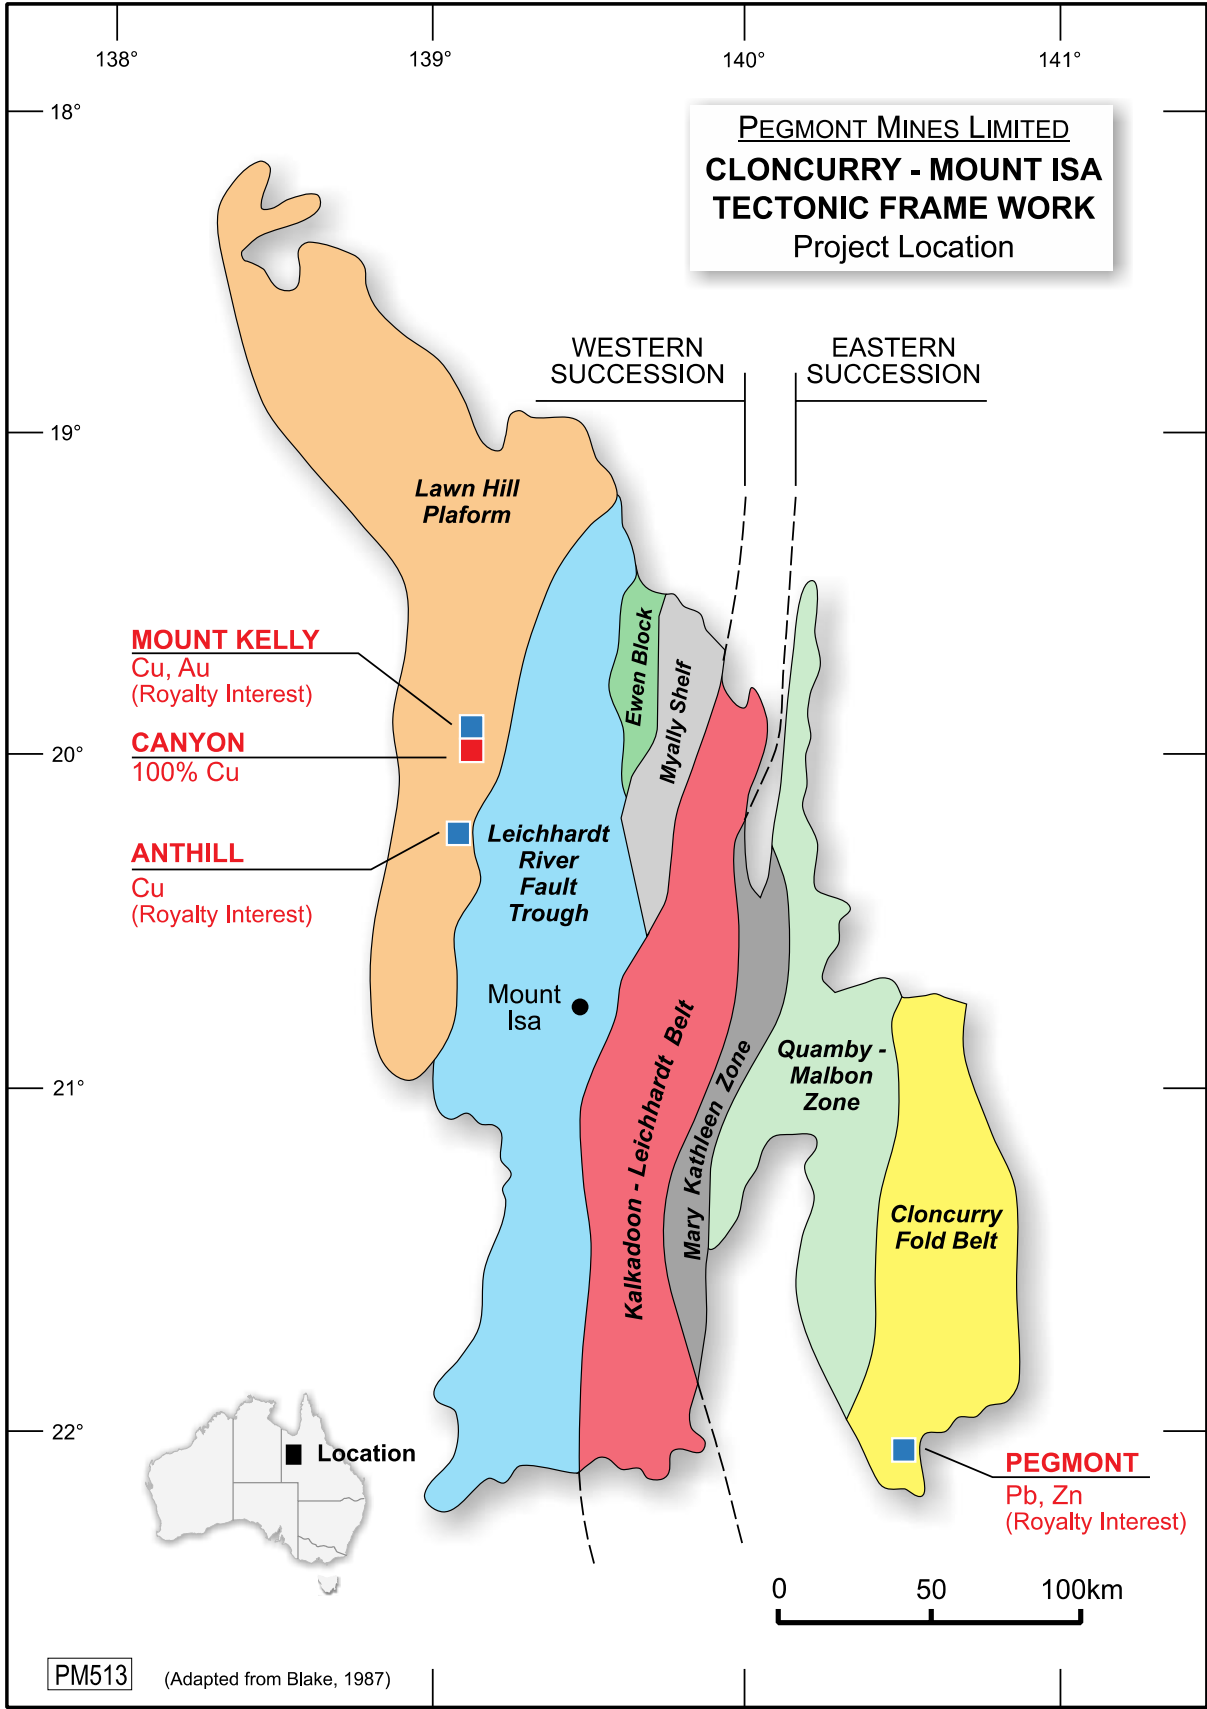 138°
139°
140°
141°
18°
PEGMONT MINES LIMITED
CLONCURRY - MOUNT ISA
TECTONIC FRAME WORK
Project Location
WESTERN
SUCCESSION
EASTERN
SUCCESSION
19°
Lawn Hill
Plaform
MOUNT KELLY
Cu, Au
(Royalty Interest)
Ewen Block
Myally Shelf
CANYON
100% Cu
20°
ANTHILL
Cu
(Royalty Interest)
Leichhardt
River
Fault
Trough
Mount
Isa
Kalkadoon - Leichhardt Belt
Mary Kathleen Zone
Quamby -
Malbon
Zone
21°
Cloncurry
Fold Belt
22°
Location
PEGMONT
Pb, Zn
(Royalty Interest)
0 50 100km
PM513
(Adapted from Blake, 1987)